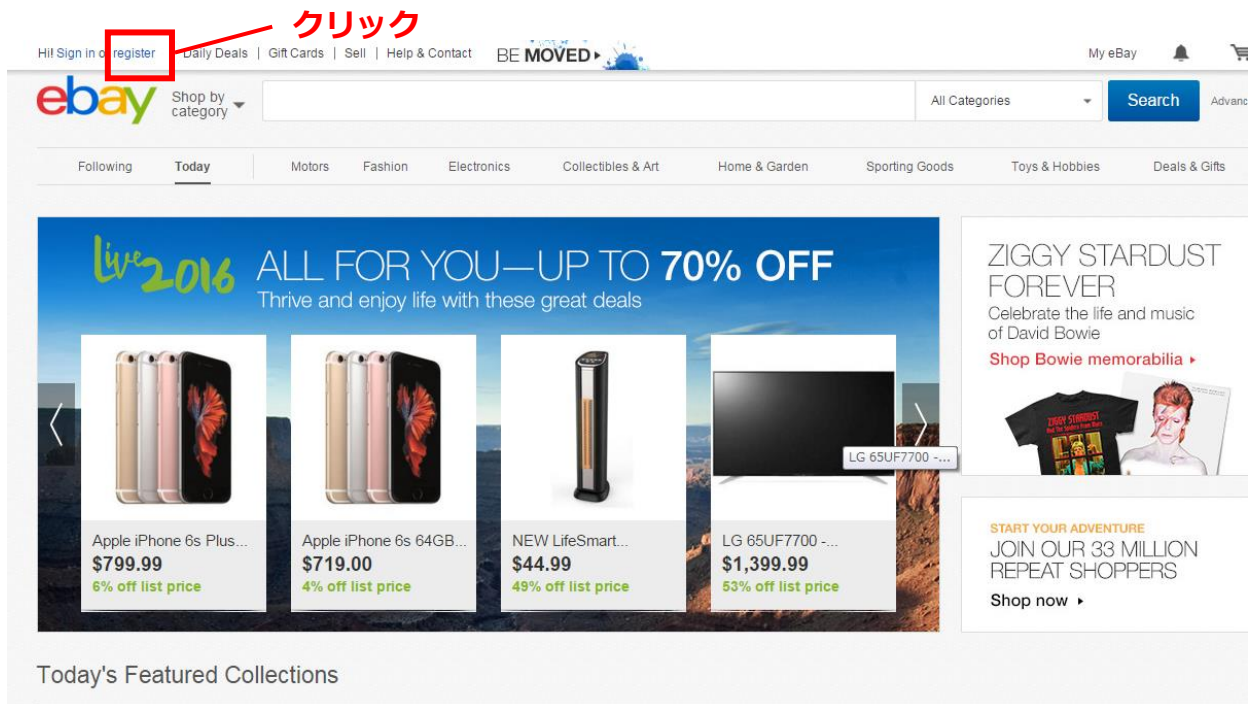 クリック
Hi! Sign in or register Daily Deals | Gift Cards | Sell | Help & Contact BE MOVED My eBay
ebay Shop by category All Categories Search Advanc
Following Today Motors Fashion Electronics Collectibles & Art Home & Garden Sporting Goods Toys & Hobbies Deals & Gifts
Live 2016 ALL FOR YOU—UP TO 70% OFF
Thrive and enjoy life with these great deals
Apple iPhone 6s Plus...
$799.99
6% off list price
Apple iPhone 6s 64GB...
$719.00
4% off list price
NEW LifeSmart...
$44.99
49% off list price
LG 65UF7700 -...
LG 65UF7700 -...
$1,399.99
53% off list price
ZIGGY STARDUST
FOREVER
Celebrate the life and music
of David Bowie
Shop Bowie memorabilia
ZIGGY STARDUST
START YOUR ADVENTURE
JOIN OUR 33 MILLION
REPEAT SHOPPERS
Shop now
Today's Featured Collections